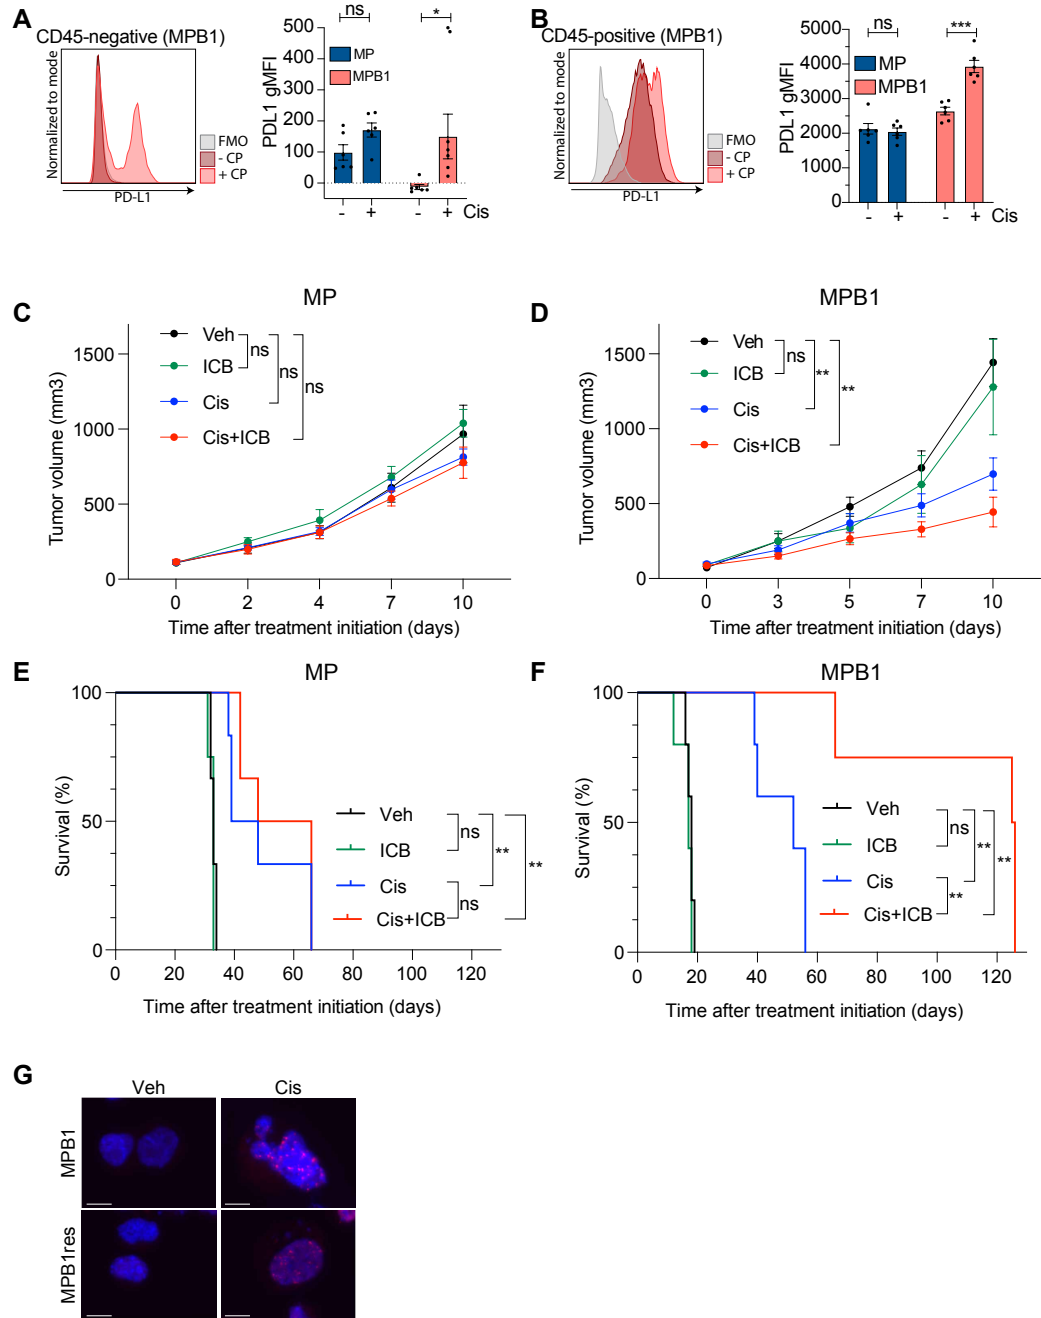 A
CD45-negative (MPB1)
Normalized to mode
PD-L1
FMO
- CP
+ CP
PDL1 gMFI
500
400
300
200
100
0
ns
*
MP
MPB1
- + - + Cis
B
CD45-positive (MPB1)
Normalized to mode
PD-L1
FMO
- CP
+ CP
PDL1 gMFI
5000
4000
3000
2000
1000
0
ns
***
MP
MPB1
- + - + Cis
C
MP
Tumor volume (mm3)
1500
1000
500
0
Veh
ICB
Cis
Cis+ICB
ns
ns
ns
0 2 4 7 10
Time after treatment initiation (days)
D
MPB1
Tumor volume (mm3)
1500
1000
500
0
Veh
ICB
Cis
Cis+ICB
ns
**
**
0 3 5 7 10
Time after treatment initiation (days)
E
MP
Survival (%)
100
50
0
Veh
ICB
Cis
Cis+ICB
ns
**
**
ns
0 20 40 60 80 100 120
Time after treatment initiation (days)
F
MPB1
Survival (%)
100
50
0
Veh
ICB
Cis
Cis+ICB
ns
**
**
**
0 20 40 60 80 100 120
Time after treatment initiation (days)
G
Veh Cis
MPB1
MPB1res